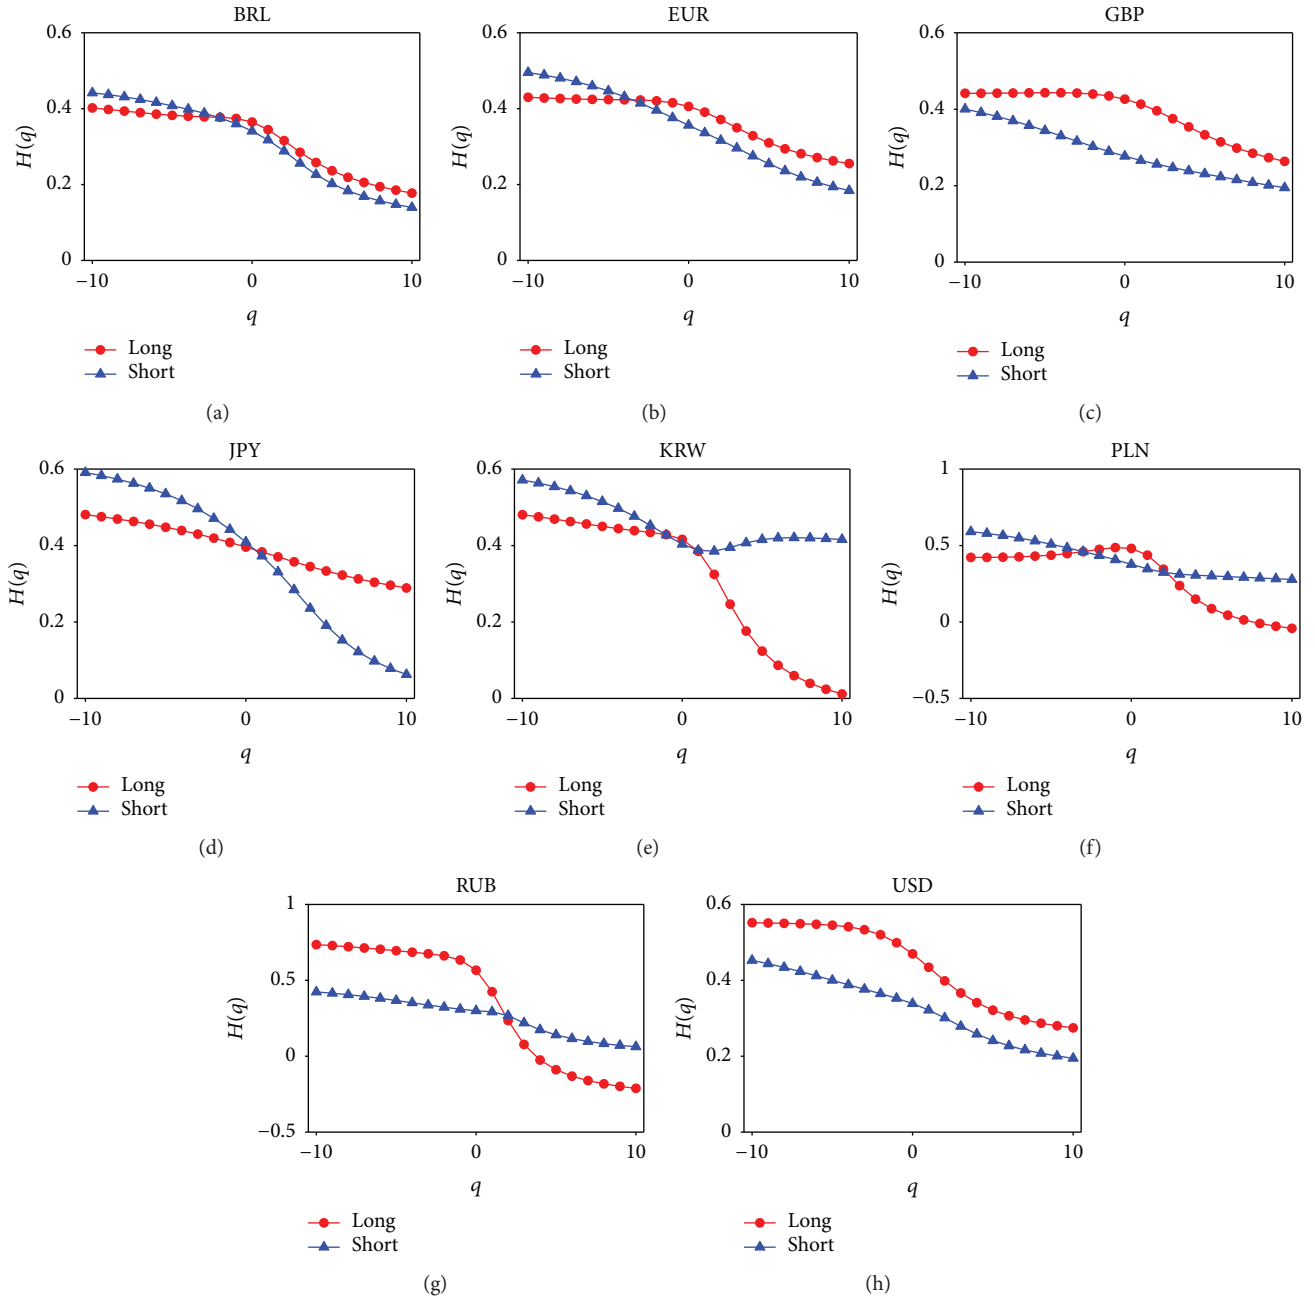 BRL
0.6
0.4
0.2
0
H(q)
−10
0
10
q
Long
Short
(a)
EUR
0.6
0.4
0.2
0
H(q)
−10
0
10
q
Long
Short
(b)
GBP
0.6
0.4
0.2
0
H(q)
−10
0
10
q
Long
Short
(c)
JPY
0.6
0.4
0.2
0
H(q)
−10
0
10
q
Long
Short
(d)
KRW
0.6
0.4
0.2
0
H(q)
−10
0
10
q
Long
Short
(e)
PLN
1
0.5
0
−0.5
H(q)
−10
0
10
q
Long
Short
(f)
RUB
1
0.5
0
−0.5
H(q)
−10
0
10
q
Long
Short
(g)
USD
0.6
0.4
0.2
0
H(q)
−10
0
10
q
Long
Short
(h)